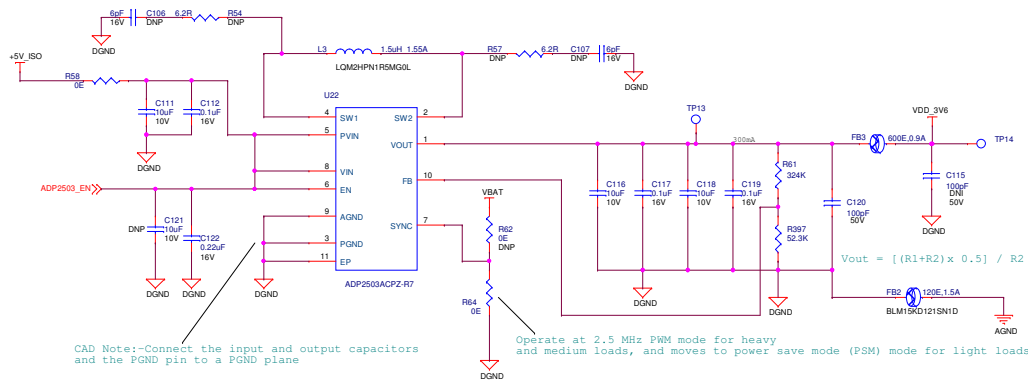 6pF
C106
6.2R
R54
16V
DNP
DNP
DGND
+5V_ISO
L3
1.5uH
1.55A
LQM2HPN1R5MG0L
R57
DNP
6.2R
C107
DNP
6pF
16V
DGND
R58
0E
C111
10uF
10V
C112
0.1uF
16V
DGND
U22
4
SW1
SW2
2
5
PVIN
VOUT
1
8
VIN
6
EN
FB
10
9
AGND
SYNC
7
3
PGND
11
EP
ADP2503ACPZ-R7
ADP2503_EN
DNP
C121
10uF
10V
C122
0.22uF
16V
DGND
DGND
DGND
VBAT
R62
0E
DNP
R64
0E
DGND
TP13
300mA
C116
10uF
10V
C117
0.1uF
16V
C118
10uF
10V
C119
0.1uF
16V
R61
324K
R397
52.3K
C120
100pF
50V
DGND
DGND
FB3
600E,0.9A
VDD_3V6
TP14
C115
100pF
DNI
50V
DGND
Vout = [(R1+R2)x 0.5] / R2
FB2
120E,1.5A
BLM15KD121SN1D
AGND
CAD Note:-Connect the input and output capacitors
and the PGND pin to a PGND plane
Operate at 2.5 MHz PWM mode for heavy
and medium loads, and moves to power save mode (PSM) mode for light loads